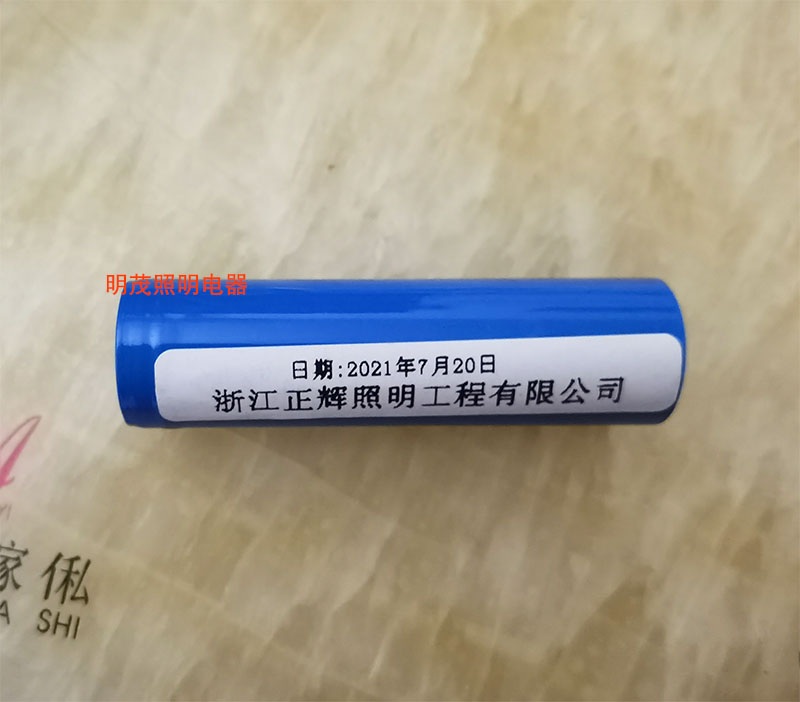 明茂照明电器
日期:2021年7月20日
浙江正辉照明工程有限公司
家俬
A SHI